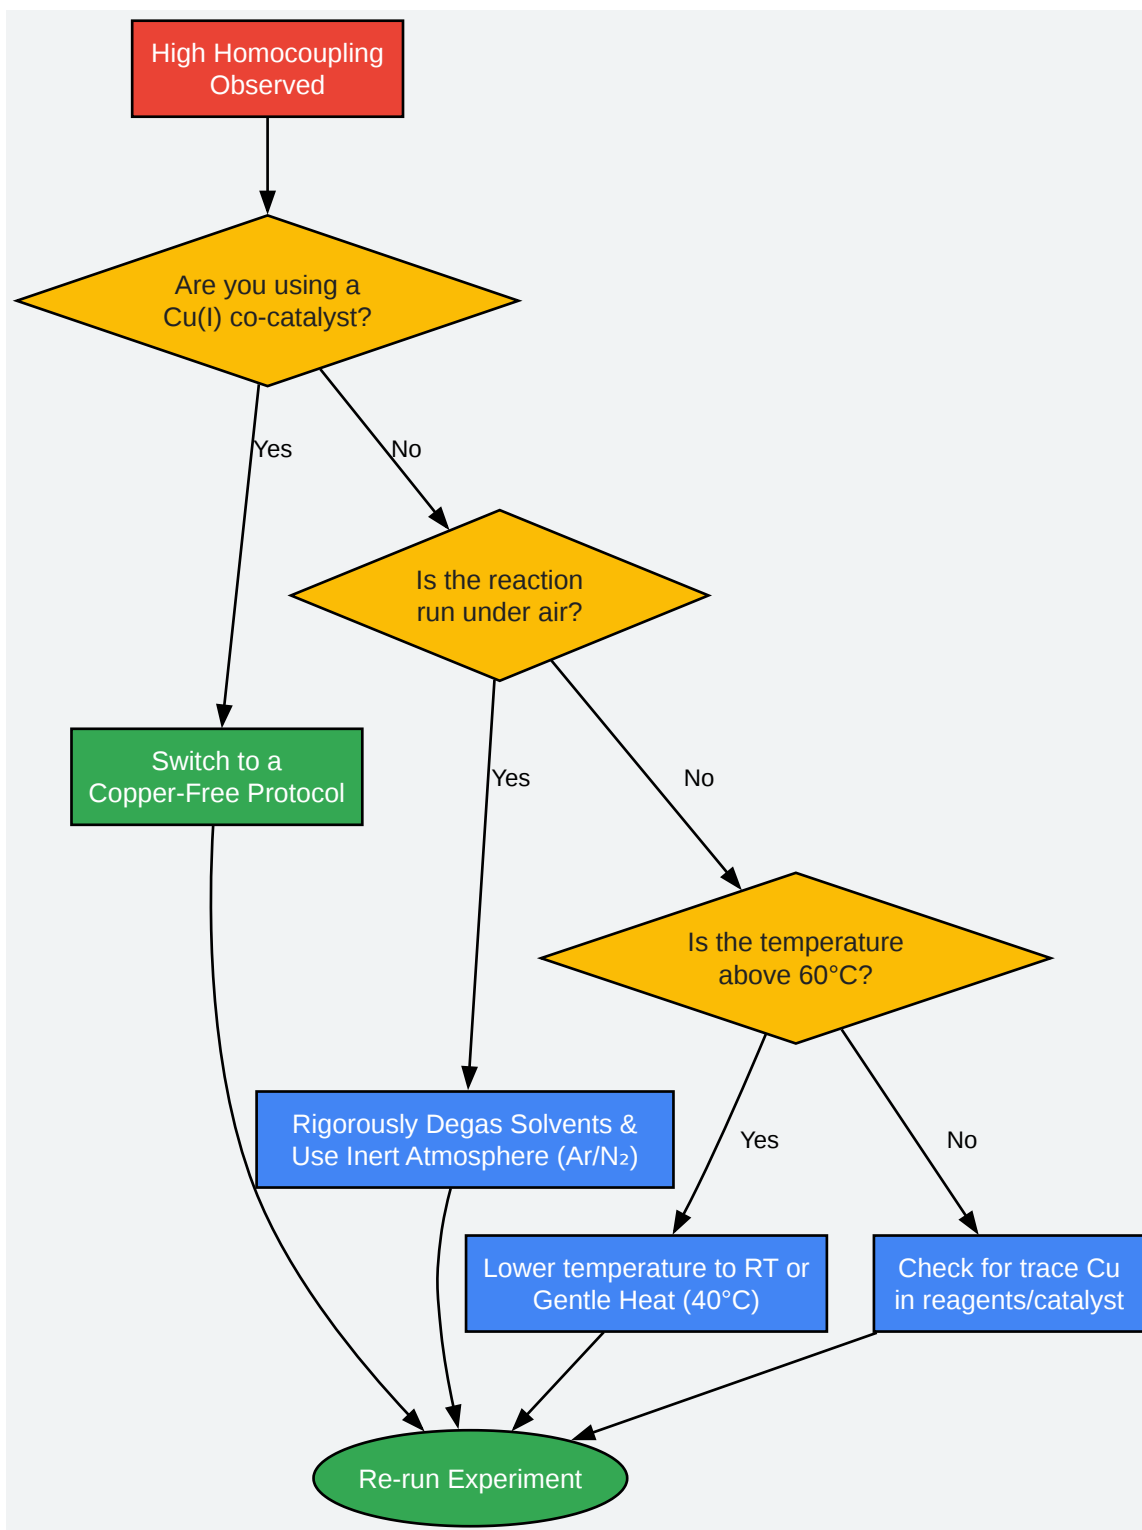 High Homocoupling
Observed
Are you using a
Cu(I) co-catalyst?
Yes
No
Is the reaction
run under air?
Switch to a
Copper-Free Protocol
Yes
No
Is the temperature
above 60°C?
Rigorously Degas Solvents &
Use Inert Atmosphere (Ar/N₂)
Yes
No
Lower temperature to RT or
Gentle Heat (40°C)
Check for trace Cu
in reagents/catalyst
Re-run Experiment